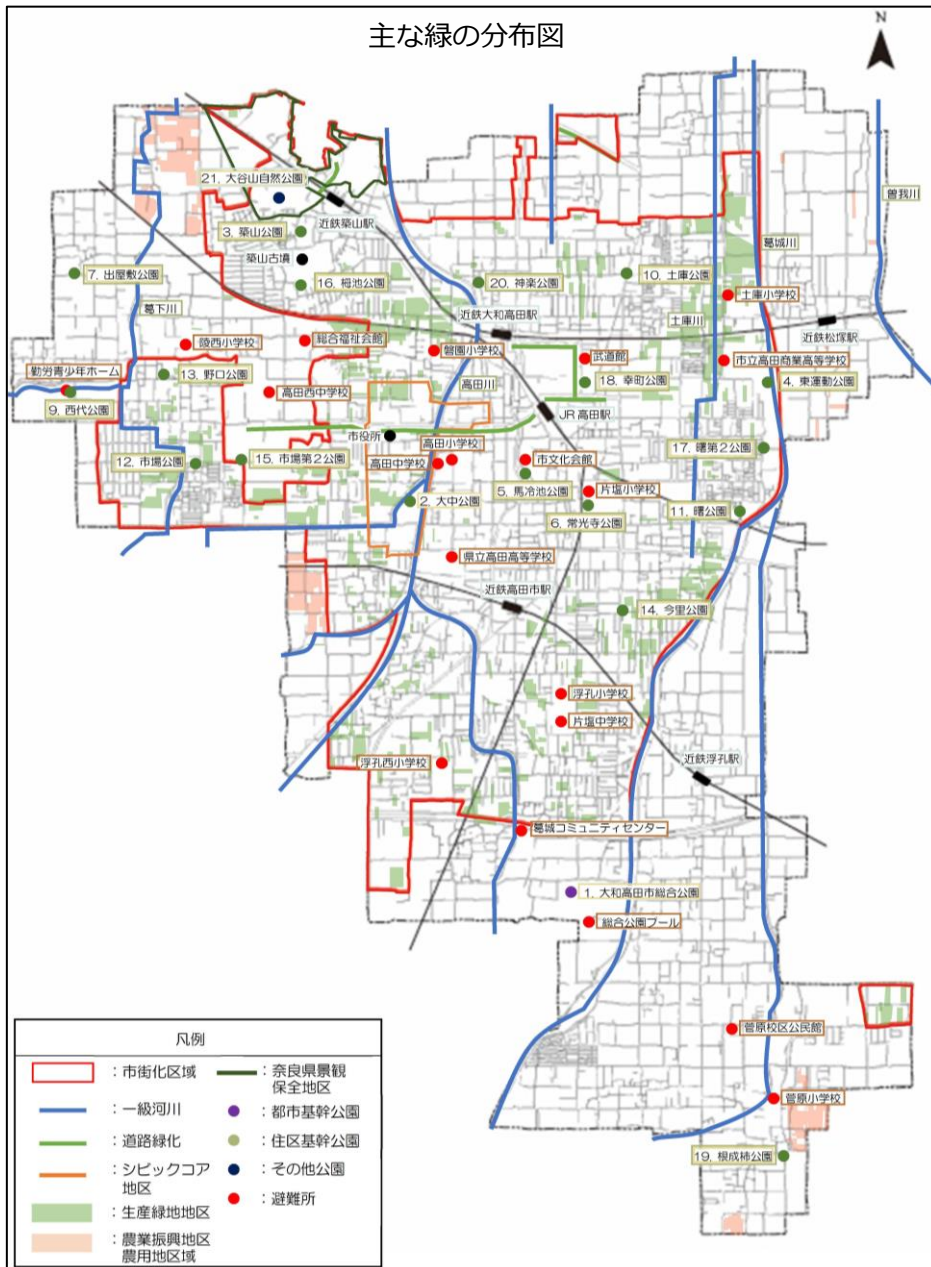 主な緑の分布図
N
21, 大谷山自然公園
近鉄築山駅
3, 築山公園
曽我川
葛城川
築山古墳
7, 出屋敷公園
16, 栂池公園
20, 神楽公園
10, 土庫公園
土庫小学校
葛下川
土庫川
近鉄大和高田駅
近鉄松塚駅
陵西小学校
総合福祉会館
磐園小学校
武道館
市立高田商業高等学校
勤労青少年ホーム
13, 野口公園
高田川
18, 幸町公園
4, 東運動公園
9, 西代公園
高田西中学校
JR高田駅
市役所
高田小学校
17, 曙第2公園
12, 市場公園
15, 市場第2公園
高田中学校
市文化会館
5, 馬冷池公園
片塩小学校
2, 大中公園
6, 常光寺公園
11, 曙公園
県立高田高等学校
近鉄高田市駅
14, 今里公園
浮孔小学校
片塩中学校
浮孔西小学校
近鉄浮孔駅
葛城コミュニティセンター
1, 大和高田市総合公園
総合公園プール
菅原校区公民館
菅原小学校
19, 根成柿公園
凡例
:市街化区域
:奈良県景観
保全地区
:一級河川
:都市基幹公園
:道路緑化
:住区基幹公園
:シビックコア
地区
:その他公園
:生産緑地地区
:避難所
:農業振興地区
農用地区域